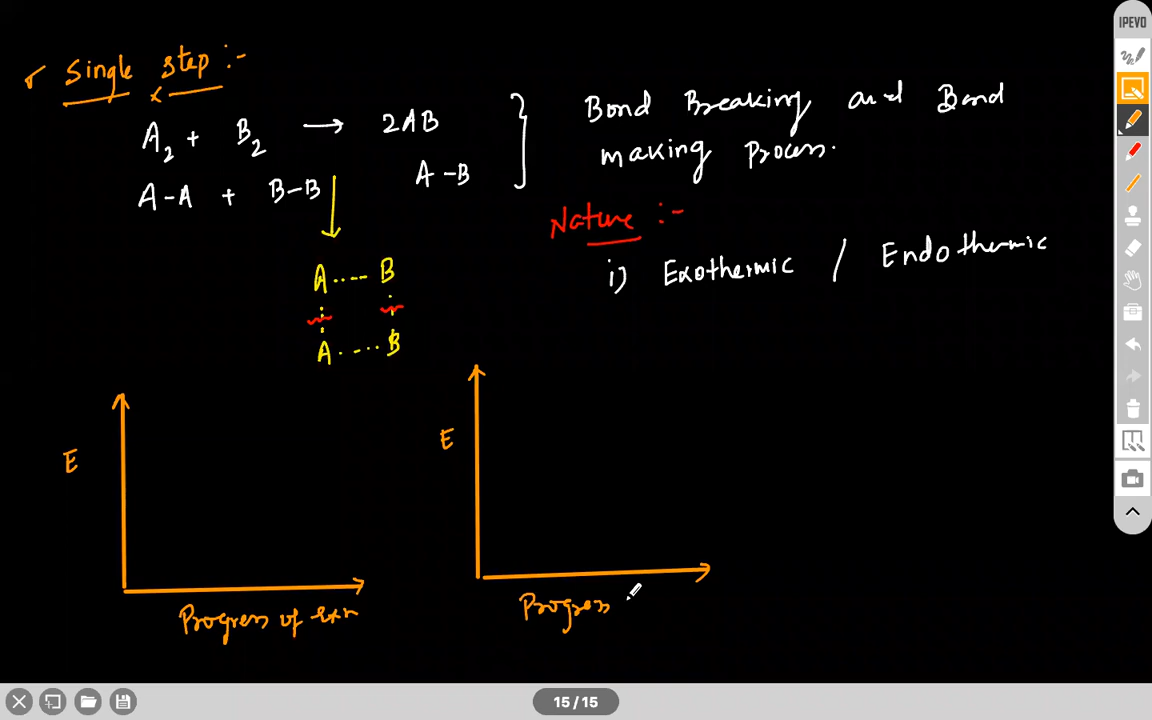 Single step :-
A2 + B2 → 2AB
A-A + B-B
A-B
Bond Breaking and Bond
making Process.
Nature :-
i) Exothermic / Endothermic
A ..... B
A ..... B
E
Progress of rxn
E
Progress
IPEVO
15 / 15